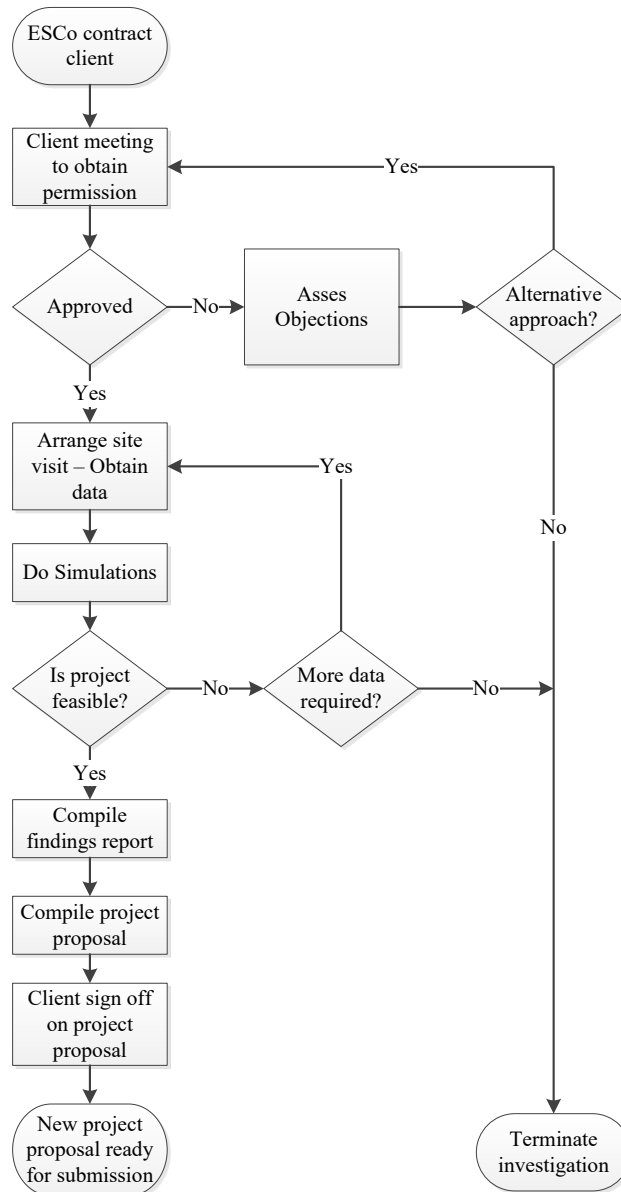 ESCo contract
client
Client meeting
to obtain
permission
Yes
Approved
No
Asses
Objections
Alternative
approach?
Yes
Arrange site
visit – Obtain
data
Yes
No
Do Simulations
Is project
feasible?
No
More data
required?
No
Yes
Compile
findings report
Compile project
proposal
Client sign off
on project
proposal
New project
proposal ready
for submission
Terminate
investigation